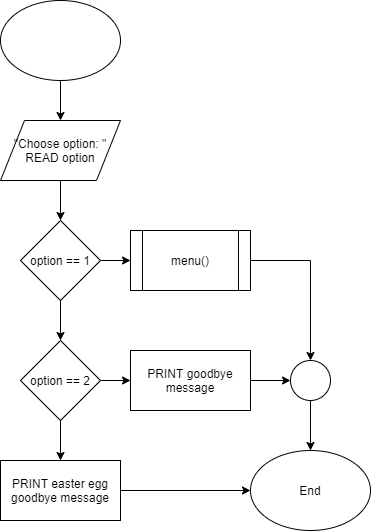 "Choose option: "
READ option
option == 1
menu()
option == 2
PRINT goodbye
message
PRINT easter egg
goodbye message
End